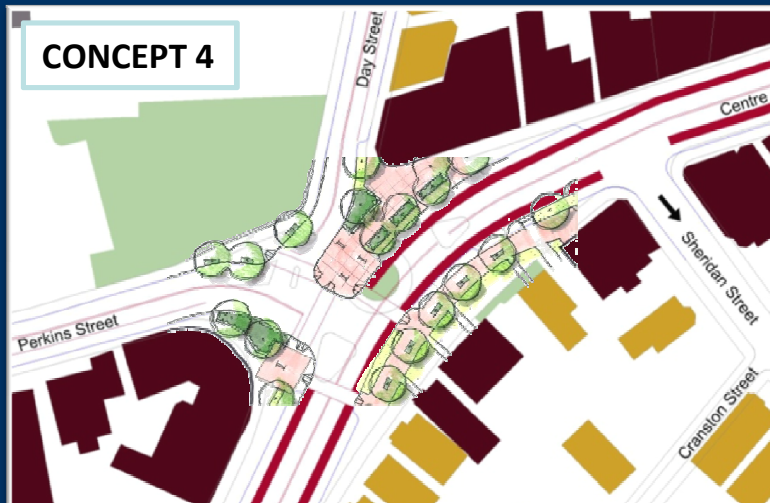 CONCEPT 4
Day Street
Centre
Perkins Street
Sheridan Street
Cranston Street